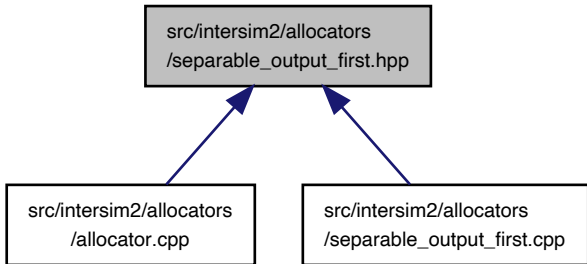 src/intersim2/allocators
/separable_output_first.hpp
src/intersim2/allocators
/allocator.cpp
src/intersim2/allocators
/separable_output_first.cpp